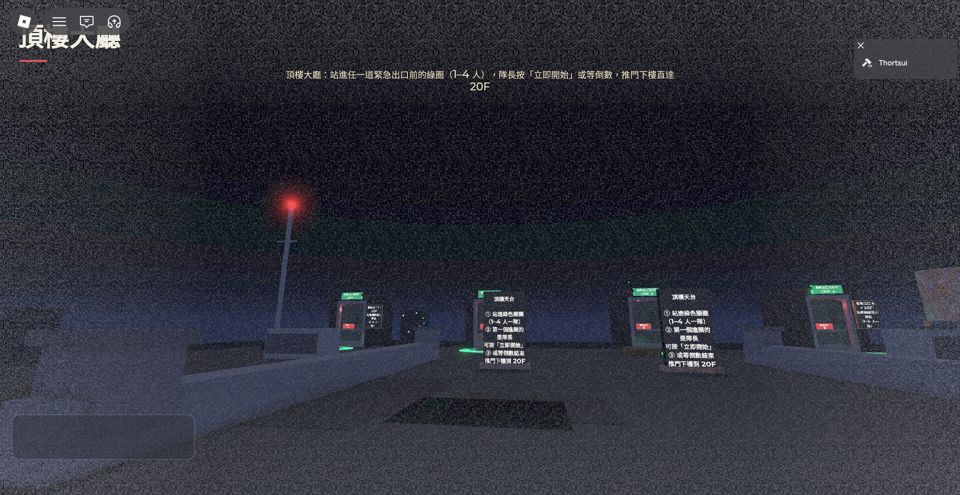 頂樓大廳
頂樓大廳：站進任一道緊急出口前的綠圈（1–4 人），隊長按「立即開始」或等倒數，推門下樓直達
20F
Thortsui
頂樓天台
① 站進綠色圈圈
（1–4 人一隊）
② 第一個進圈的
是隊長
可按「立即開始」
③ 或等倒數結束
推門下樓到 20F
頂樓天台
① 站進綠色圈圈
（1–4 人一隊）
② 第一個進圈的
是隊長
可按「立即開始」
③ 或等倒數結束
推門下樓到 20F